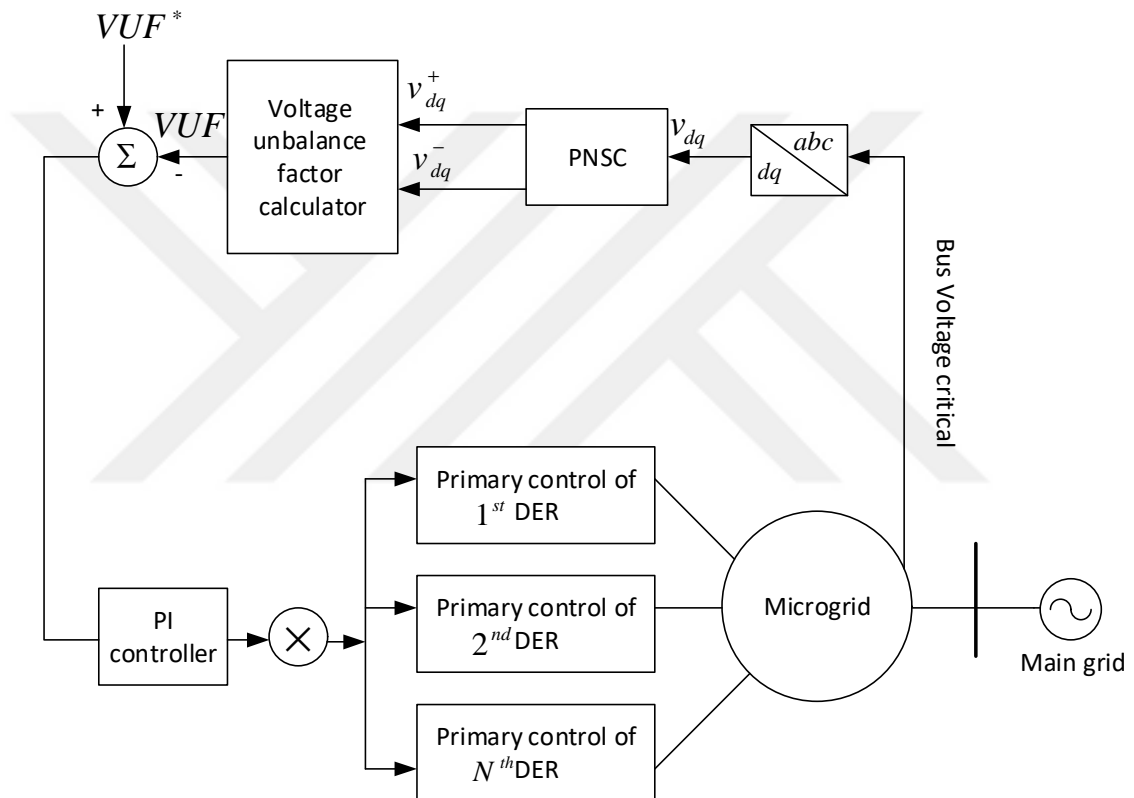 VUF*
+
VUF
-
Σ
Voltage
unbalance
factor
calculator
v⁺dq
v⁻dq
PNSC
vdq
abc
dq
Bus Voltage critical
Primary control of
1st DER
Primary control of
2nd DER
Primary control of
Nth DER
PI
controller
×
Microgrid
Main grid